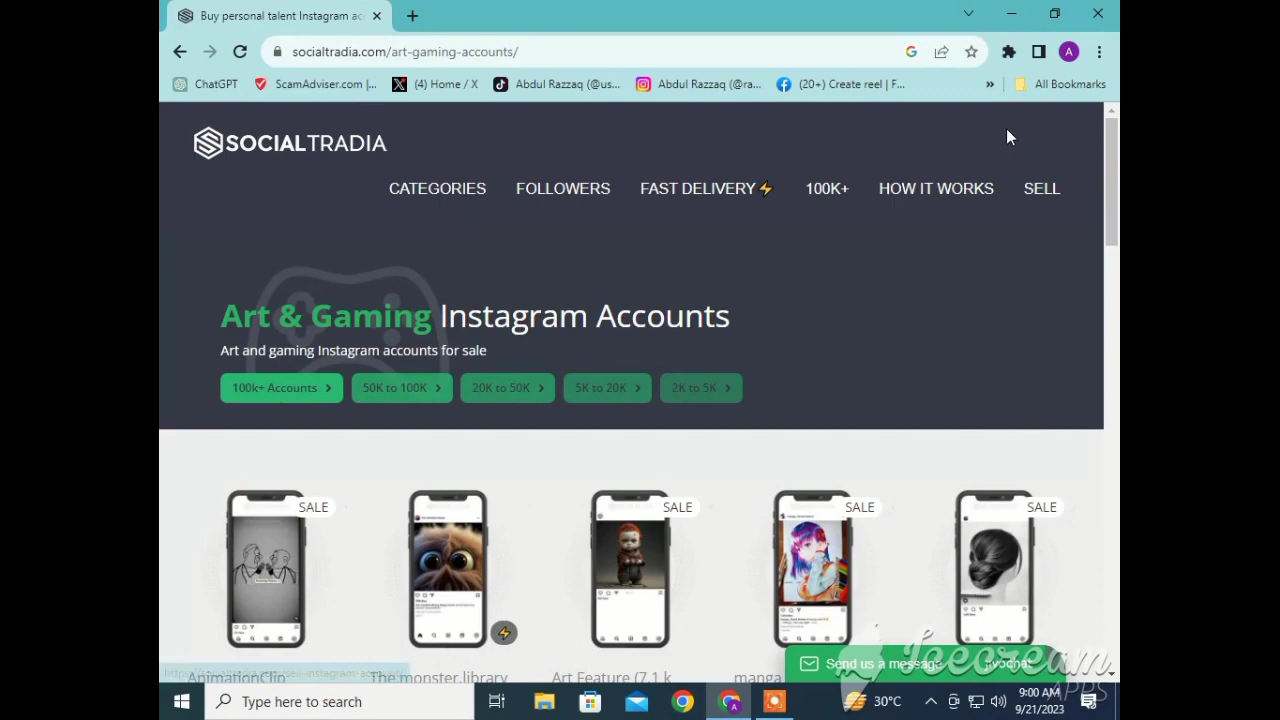 Buy personal talent Instagram ac
socialtradia.com/art-gaming-accounts/
A
ChatGPT
ScamAdviser.com |...
(4) Home / X
Abdul Razzaq (@us...
Abdul Razzaq (@ra...
(20+) Create reel | F...
»
All Bookmarks
SOCIALTRADIA
CATEGORIES
FOLLOWERS
FAST DELIVERY⚡
100K+
HOW IT WORKS
SELL
Art & Gaming Instagram Accounts
Art and gaming Instagram accounts for sale
100k+ Accounts >
50K to 100K >
20K to 50K >
5K to 20K >
2K to 5K >
SALE
SALE
SALE
SALE
Send us a message
jivochat
AnimationClip
The monster.library
Art Feature (7.1 k
manga
Icecream
APPS
Type here to search
30°C
9:00 AM
9/21/2023